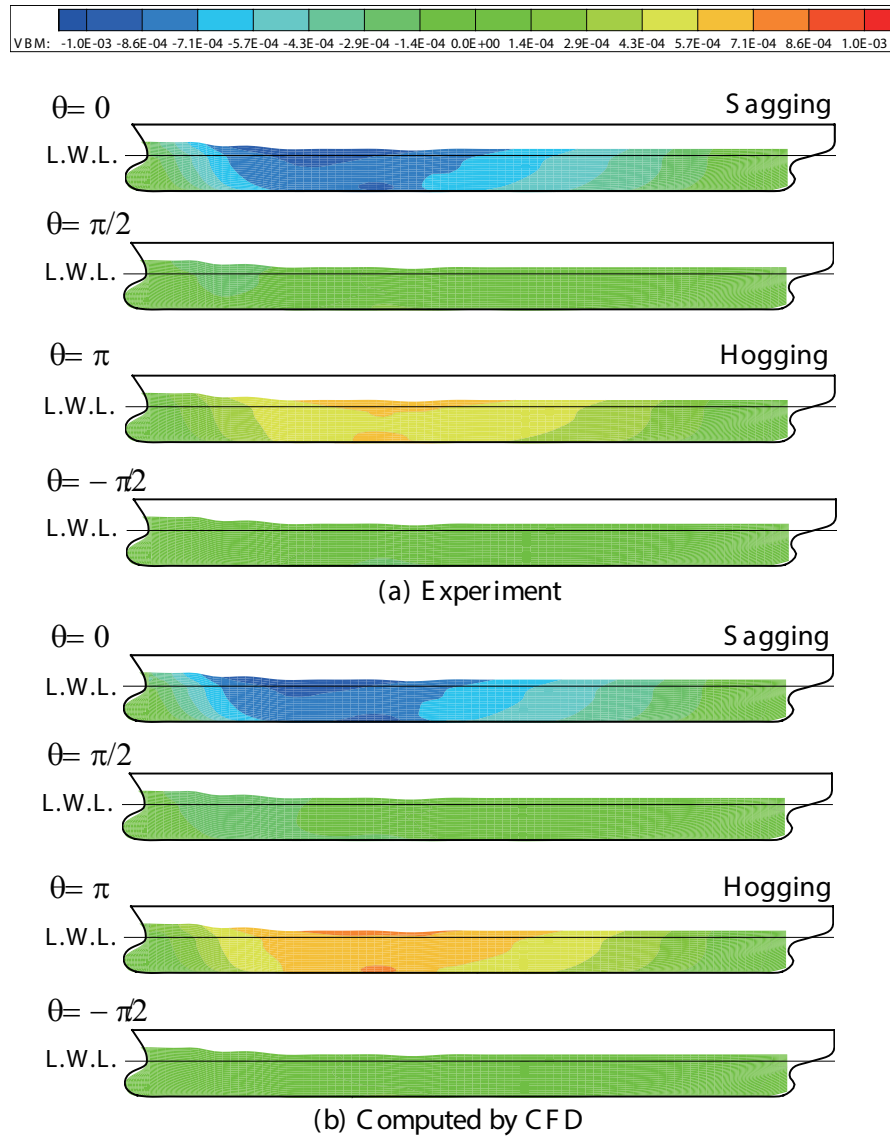 VBM: -1.0E-03 -8.6E-04 -7.1E-04 -5.7E-04 -4.3E-04 -2.9E-04 -1.4E-04 0.0E+00 1.4E-04 2.9E-04 4.3E-04 5.7E-04 7.1E-04 8.6E-04 1.0E-03
θ= 0 Sagging
L.W.L.
θ= π/2
L.W.L.
θ= π Hogging
L.W.L.
θ= − π/2
L.W.L.
(a) Experiment
θ= 0 Sagging
L.W.L.
θ= π/2
L.W.L.
θ= π Hogging
L.W.L.
θ= − π/2
L.W.L.
(b) Computed by CFD